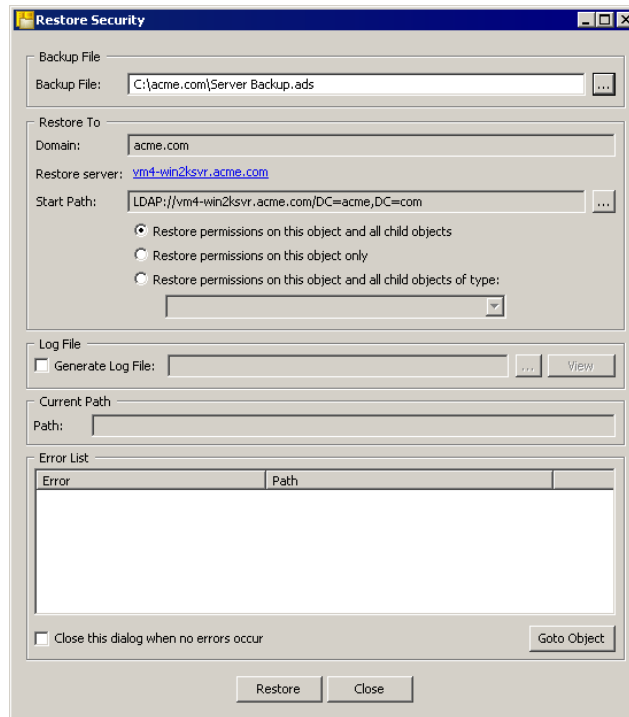 Restore Security
Backup File
Backup File: C:\acme.com\Server Backup.ads ...
Restore To
Domain: acme.com
Restore server: vm4-win2ksvr.acme.com
Start Path: LDAP://vm4-win2ksvr.acme.com/DC=acme,DC=com ...
Restore permissions on this object and all child objects
Restore permissions on this object only
Restore permissions on this object and all child objects of type:
Log File
Generate Log File: ... View
Current Path
Path:
Error List
Error Path
Close this dialog when no errors occur Goto Object
Restore Close